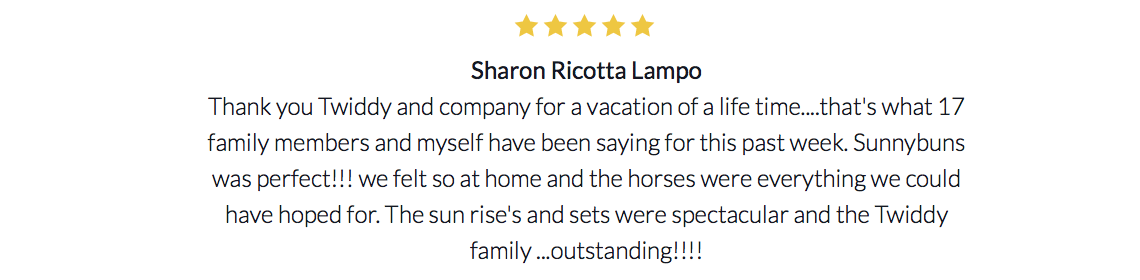 Sharon Ricotta Lampo
Thank you Twiddy and company for a vacation of a life time....that's what 17
family members and myself have been saying for this past week. Sunnybuns
was perfect!!! we felt so at home and the horses were everything we could
have hoped for. The sun rise's and sets were spectacular and the Twiddy
family ...outstanding!!!!